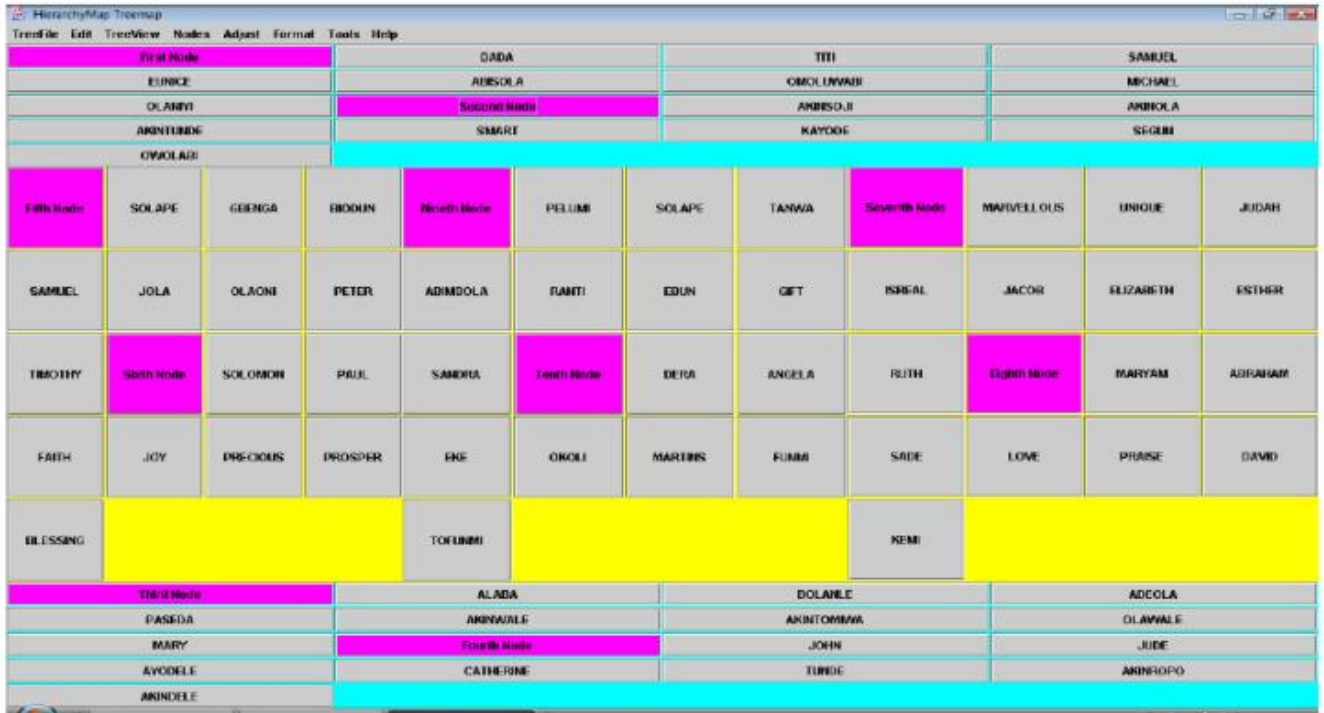 HierarchyMap Treemap
TreeFile Edit TreeView Nodes Adjust Format Tools Help
First Node DADA TITI SAMUEL
EUNICE ABISOLA OMOLUWABI MICHAEL
OLANIYI Second Node AKINSOJI AKINOLA
AKINTUNDE SMART KAYODE SEGUN
OWOLABI
Fifth Node SOLAPE GBENGA BIODUN Nineth Node PELUMI SOLAPE TANWA Seventh Node MARVELLOUS UNIQUE JUDAH
SAMUEL JOLA OLAONI PETER ABIMBOLA RANTI EBUN GIFT ISREAL JACOB ELIZABETH ESTHER
TIMOTHY Sixth Node SOLOMON PAUL SANDRA Tenth Node DERA ANGELA RUTH Eighth Node MARYAM ABRAHAM
FAITH JOY PRECIOUS PROSPER EKE OKOLI MARTINS FUNMI SADE LOVE PRAISE DAVID
BLESSING TOFUNMI KEMI
Third Node ALABA BOLANLE ADEOLA
PASEDA AKINWALE AKINTOMIWA OLAWALE
MARY Fourth Node JOHN JUDE
AYODELE CATHERINE TUNDE AKINROPO
AKINDELE